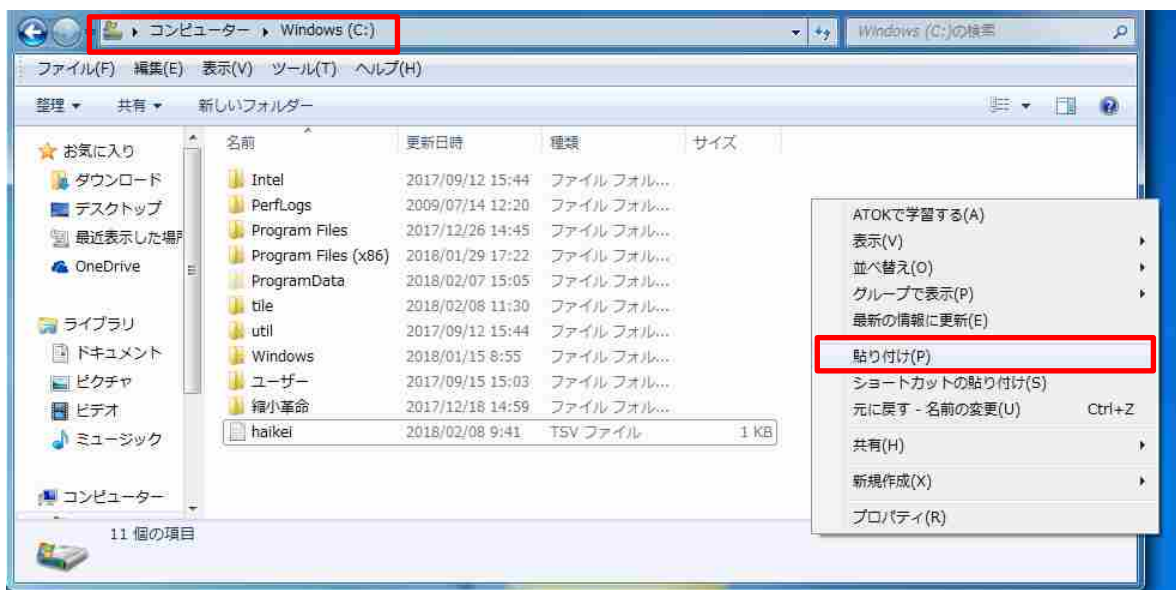 コンピューター ▸ Windows (C:)
Windows (C:)の検索
ファイル(F) 編集(E) 表示(V) ツール(T) ヘルプ(H)
整理 ▼ 共有 ▼ 新しいフォルダー
お気に入り
ダウンロード
デスクトップ
最近表示した場所
OneDrive
ライブラリ
ドキュメント
ピクチャ
ビデオ
ミュージック
コンピューター
名前 更新日時 種類 サイズ
Intel 2017/09/12 15:44 ファイル フォル...
PerfLogs 2009/07/14 12:20 ファイル フォル...
Program Files 2017/12/26 14:45 ファイル フォル...
Program Files (x86) 2018/01/29 17:22 ファイル フォル...
ProgramData 2018/02/07 15:05 ファイル フォル...
tile 2018/02/08 11:30 ファイル フォル...
util 2017/09/12 15:44 ファイル フォル...
Windows 2018/01/15 8:55 ファイル フォル...
ユーザー 2017/09/15 15:03 ファイル フォル...
縮小革命 2017/12/18 14:59 ファイル フォル...
haikei 2018/02/08 9:41 TSV ファイル 1 KB
ATOKで学習する(A)
表示(V)
並べ替え(O)
グループで表示(P)
最新の情報に更新(E)
貼り付け(P)
ショートカットの貼り付け(S)
元に戻す - 名前の変更(U) Ctrl+Z
共有(H)
新規作成(X)
プロパティ(R)
11 個の項目